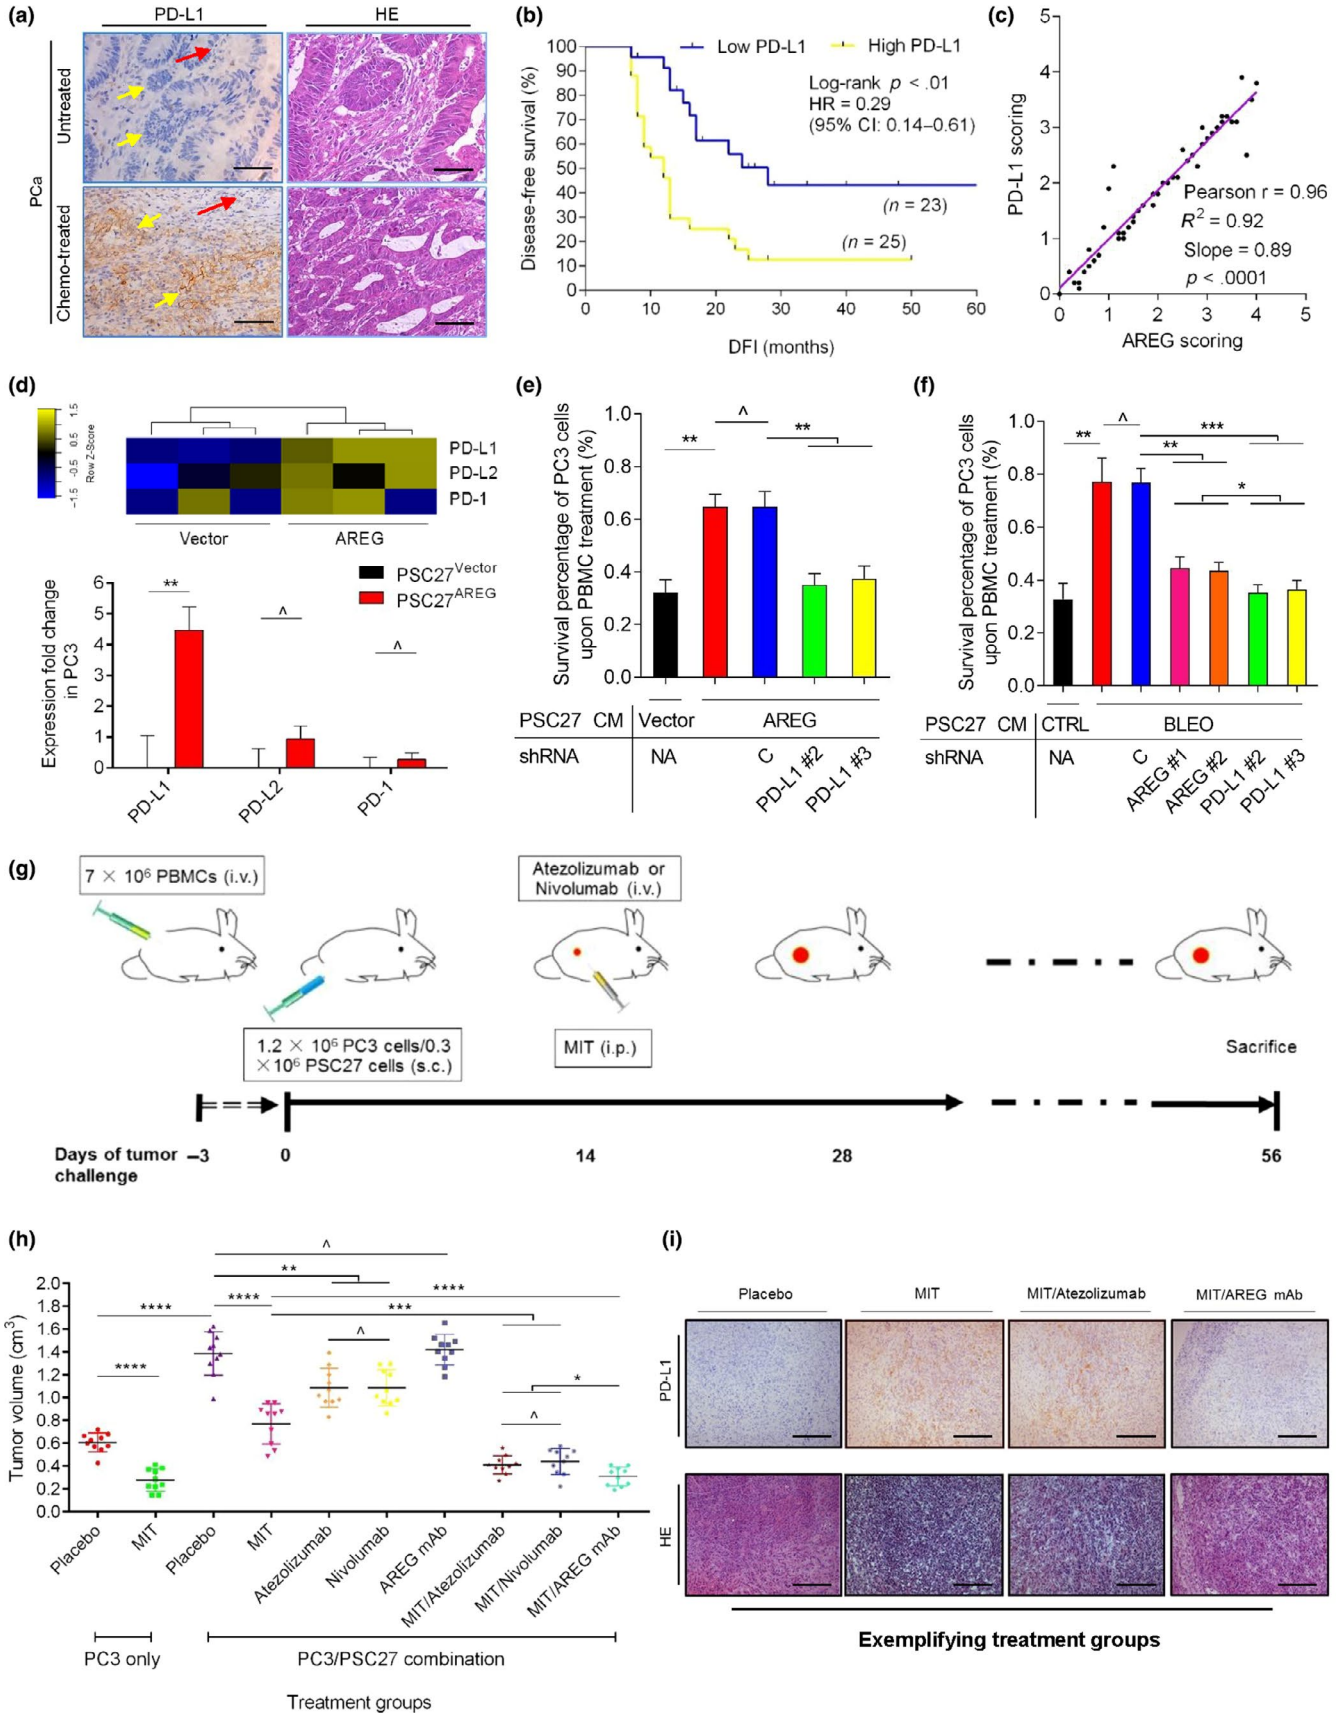 (a)
PD-L1
HE
PCa
Untreated
Chemo-treated
(b)
Disease-free survival (%)
100
90
80
70
60
50
40
30
20
10
0
Low PD-L1
High PD-L1
Log-rank p < .01
HR = 0.29
(95% CI: 0.14–0.61)
(n = 23)
(n = 25)
0 10 20 30 40 50 60
DFI (months)
(c)
PD-L1 scoring
5
4
3
2
1
0
Pearson r = 0.96
R² = 0.92
Slope = 0.89
p < .0001
0 1 2 3 4 5
AREG scoring
(d)
1.5
0.5
−0.5
−1.5
Row Z-Score
PD-L1
PD-L2
PD-1
Vector
AREG
PSC27Vector
PSC27AREG
Expression fold change
in PC3
6
5
4
3
2
1
0
**
^
^
PD-L1
PD-L2
PD-1
(e)
Survival percentage of PC3 cells
upon PBMC treatment (%)
1.0
0.8
0.6
0.4
0.2
0.0
**
^
**
PSC27 CM Vector AREG
shRNA NA C PD-L1 #2 PD-L1 #3
(f)
Survival percentage of PC3 cells
upon PBMC treatment (%)
1.0
0.8
0.6
0.4
0.2
0.0
**
^
***
**
*
PSC27 CM CTRL BLEO
shRNA NA C AREG #1 AREG #2 PD-L1 #2 PD-L1 #3
(g)
7 × 10⁶ PBMCs (i.v.)
1.2 × 10⁶ PC3 cells/0.3
×10⁶ PSC27 cells (s.c.)
Atezolizumab or
Nivolumab (i.v.)
MIT (i.p.)
Sacrifice
Days of tumor
challenge
–3 0 14 28 56
(h)
Tumor volume (cm³)
2.0
1.8
1.6
1.4
1.2
1.0
0.8
0.6
0.4
0.2
0.0
^
**
****
****
****
***
****
^
*
^
Placebo
MIT
Placebo
MIT
Atezolizumab
Nivolumab
AREG mAb
MIT/Atezolizumab
MIT/Nivolumab
MIT/AREG mAb
PC3 only
PC3/PSC27 combination
Treatment groups
(i)
Placebo
MIT
MIT/Atezolizumab
MIT/AREG mAb
PD-L1
HE
Exemplifying treatment groups